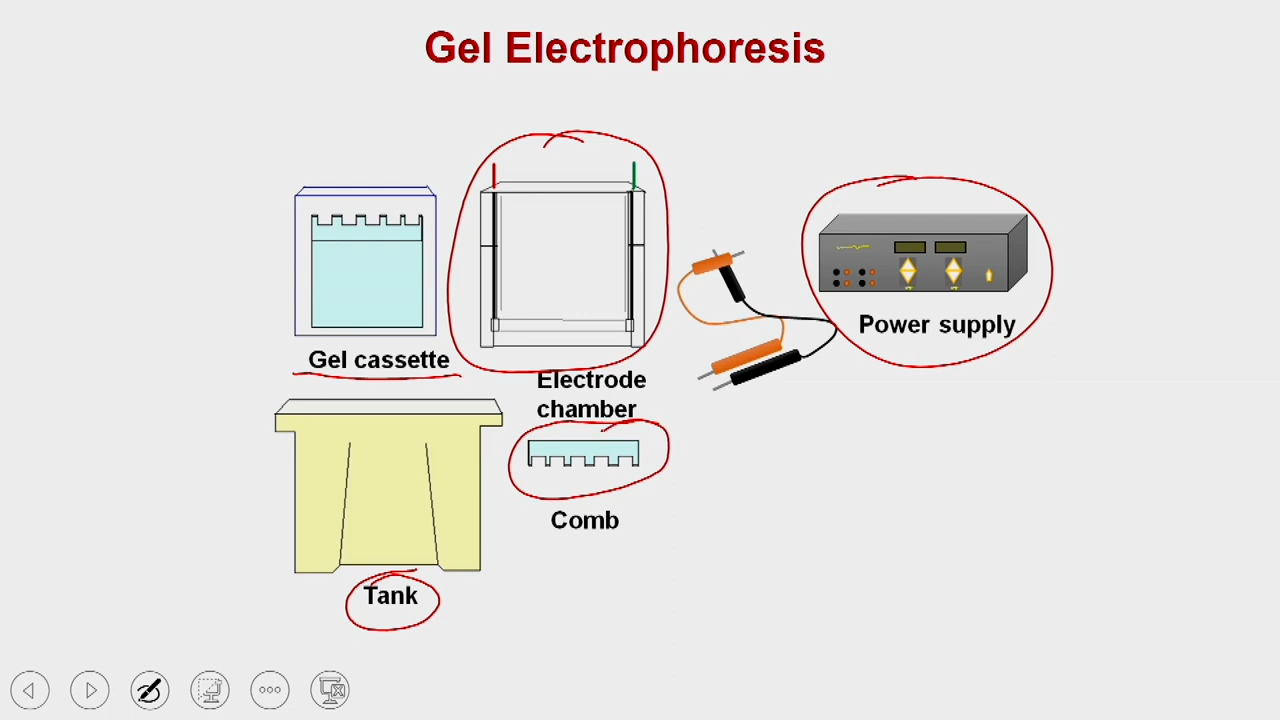 Gel Electrophoresis
Power supply
Gel cassette
Electrode
chamber
Comb
Tank